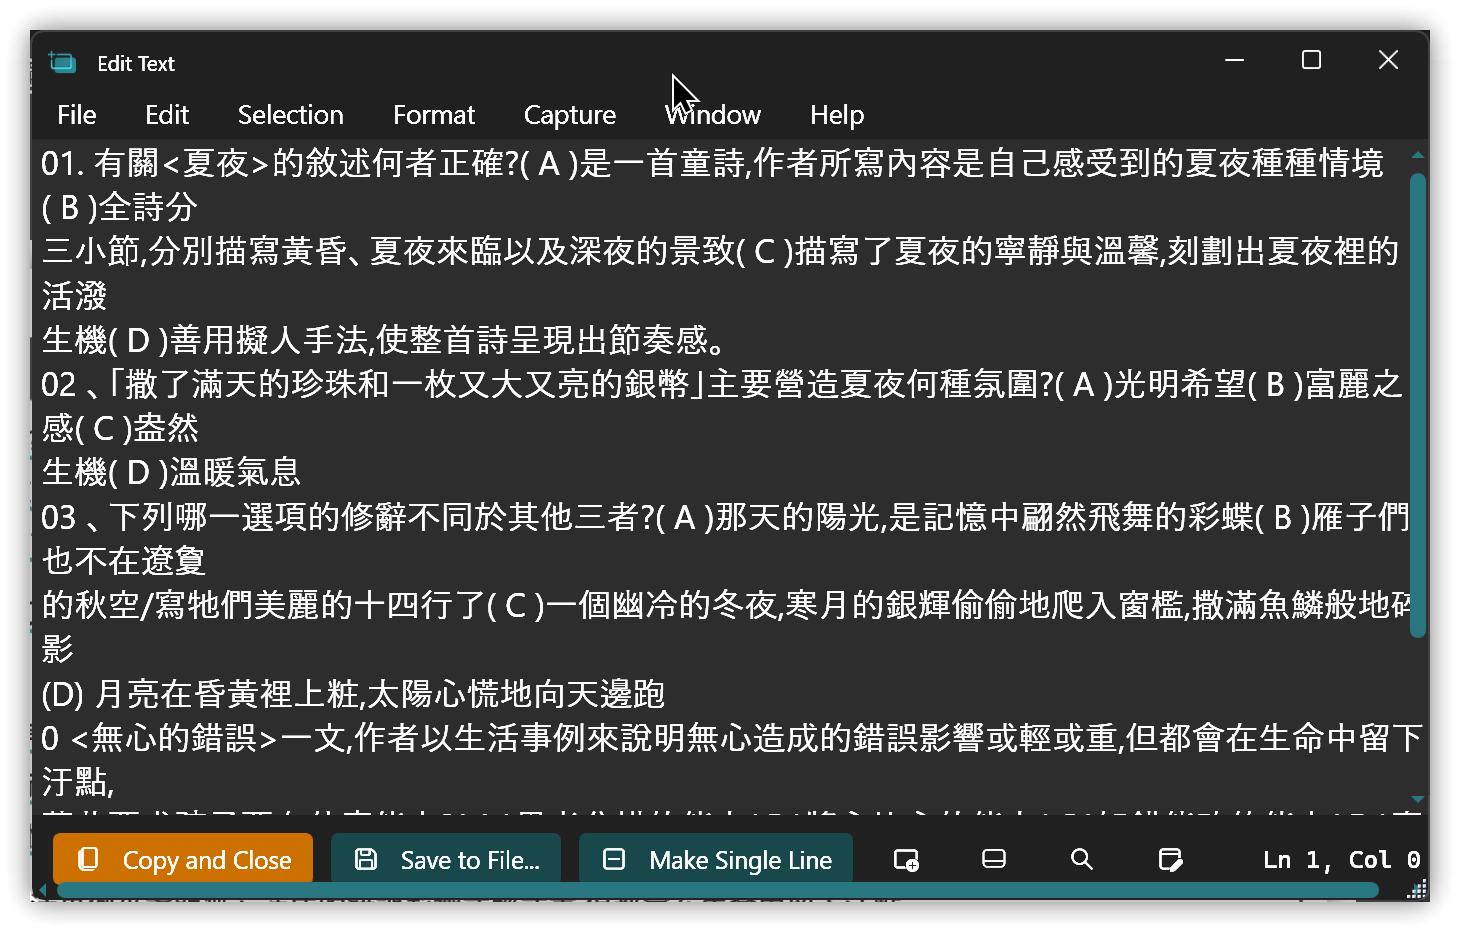 Edit Text
File Edit Selection Format Capture Window Help
01. 有關<夏夜>的敘述何者正確?( A )是一首童詩,作者所寫內容是自己感受到的夏夜種種情境
( B )全詩分
三小節,分別描寫黃昏、夏夜來臨以及深夜的景致( C )描寫了夏夜的寧靜與溫馨,刻劃出夏夜裡的
活潑
生機( D )善用擬人手法,使整首詩呈現出節奏感。
02 、「撒了滿天的珍珠和一枚又大又亮的銀幣」主要營造夏夜何種氛圍?( A )光明希望( B )富麗之
感( C )盎然
生機( D )溫暖氣息
03 、下列哪一選項的修辭不同於其他三者?( A )那天的陽光,是記憶中翩然飛舞的彩蝶( B )雁子們
也不在遼敻
的秋空/寫牠們美麗的十四行了( C )一個幽冷的冬夜,寒月的銀輝偷偷地爬入窗檻,撒滿魚鱗般地碎
影
(D) 月亮在昏黃裡上粧,太陽心慌地向天邊跑
0 <無心的錯誤>一文,作者以生活事例來說明無心造成的錯誤影響或輕或重,但都會在生命中留下
汙點,
Copy and Close Save to File... Make Single Line Ln 1, Col 0